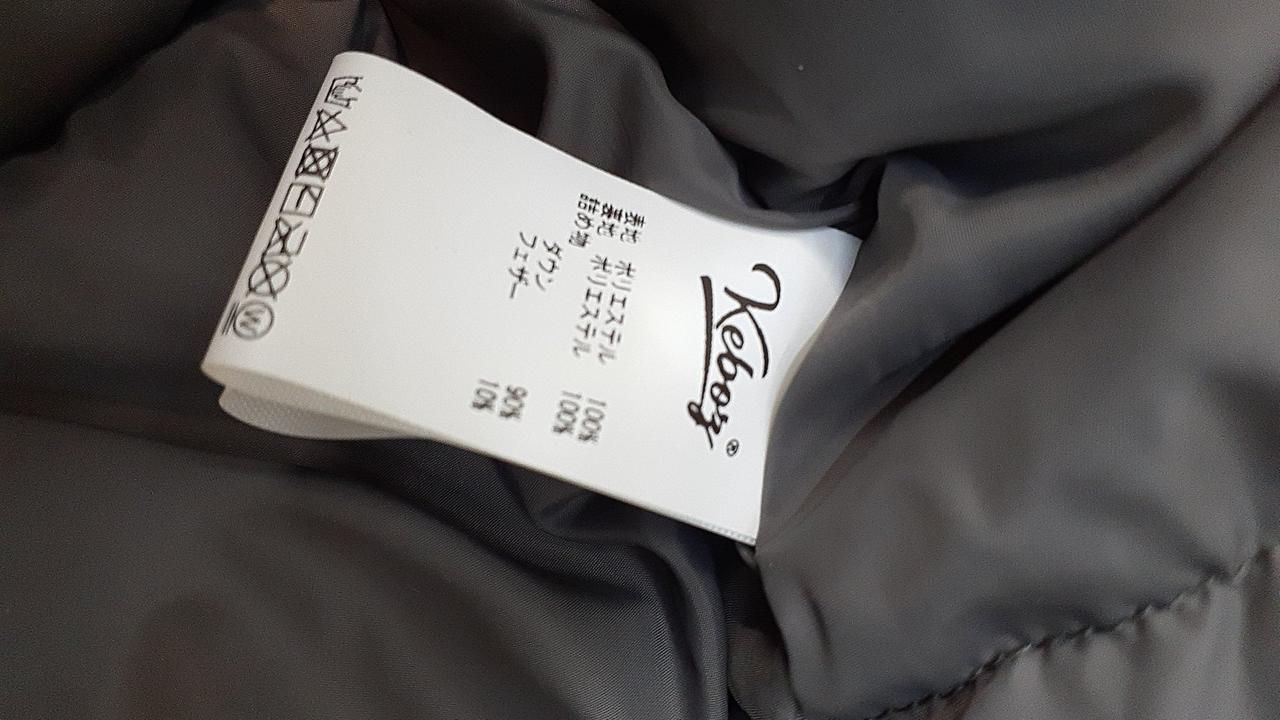 Keboz®
表地 ポリエステル 100%
裏地 ポリエステル 100%
詰め物
ダウン 90%
フェザー 10%
W